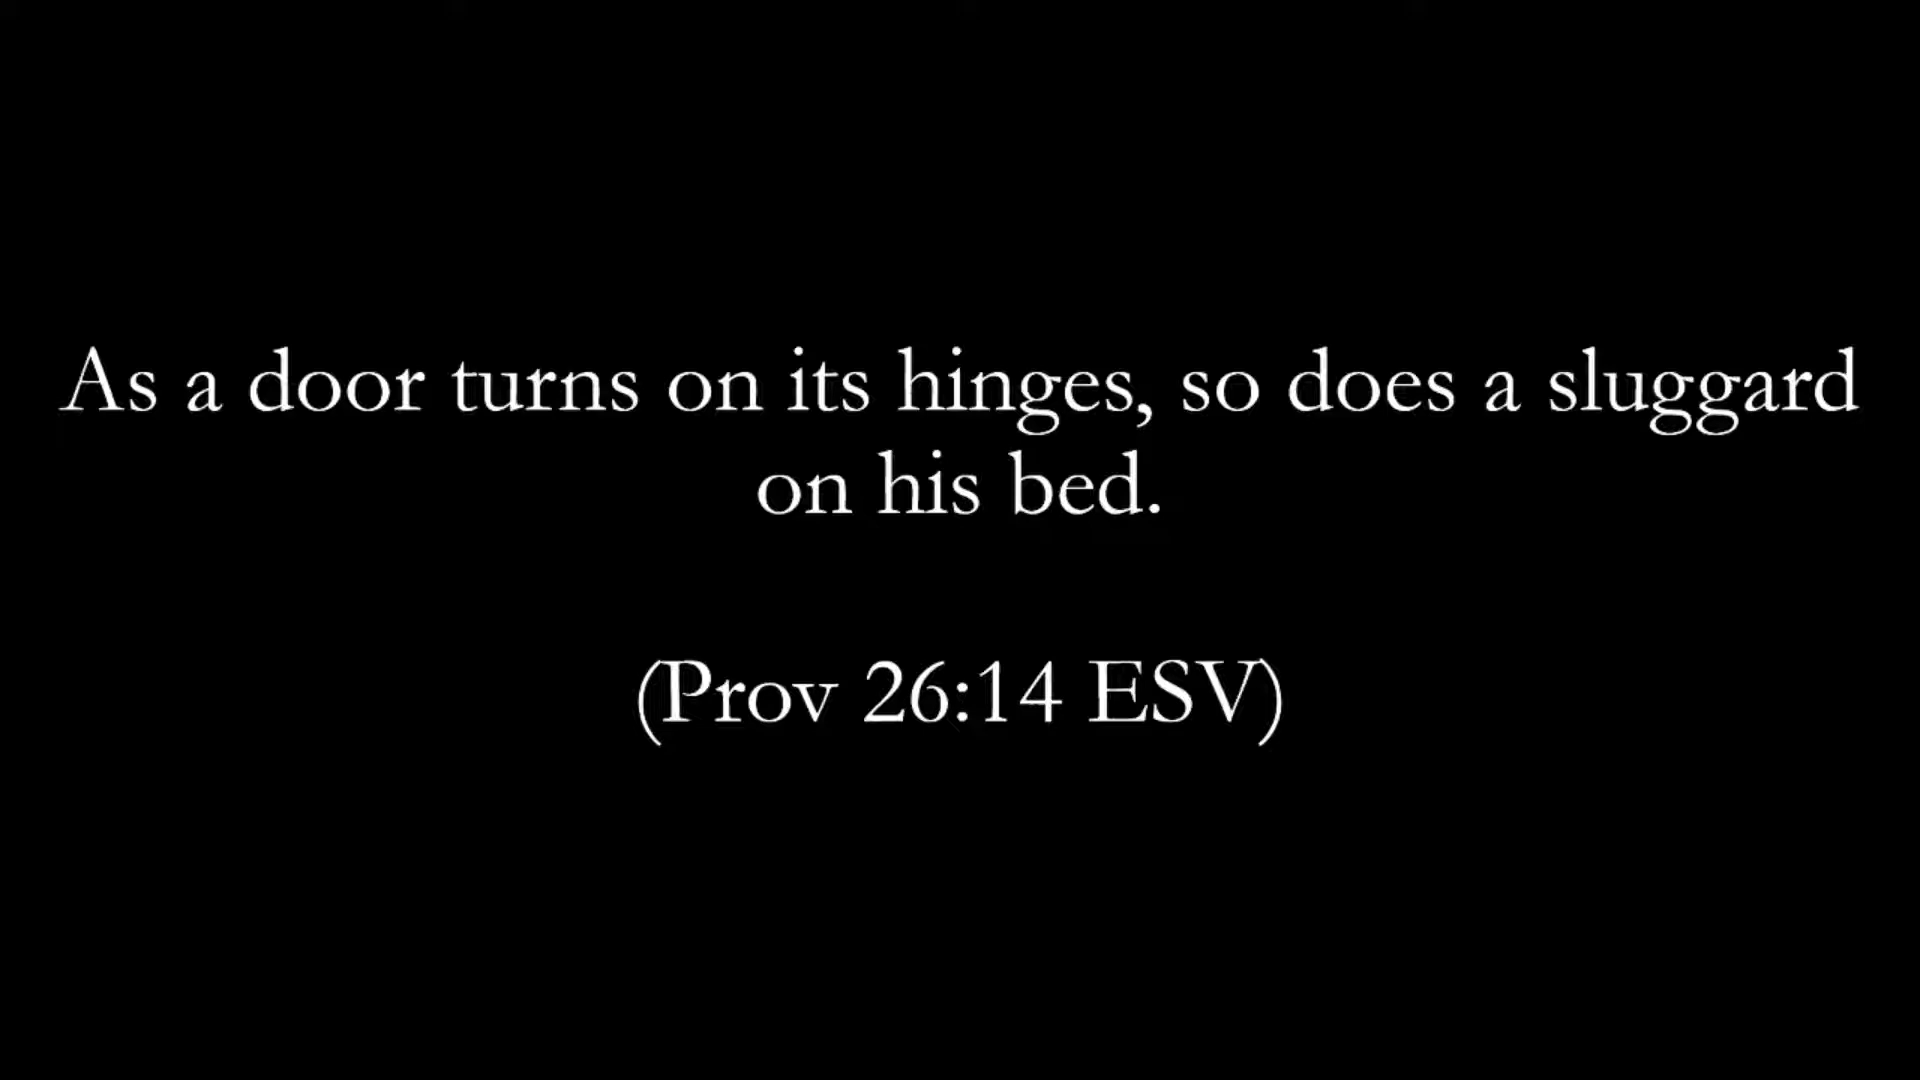 As a door turns on its hinges, so does a sluggard
on his bed.
(Prov 26:14 ESV)